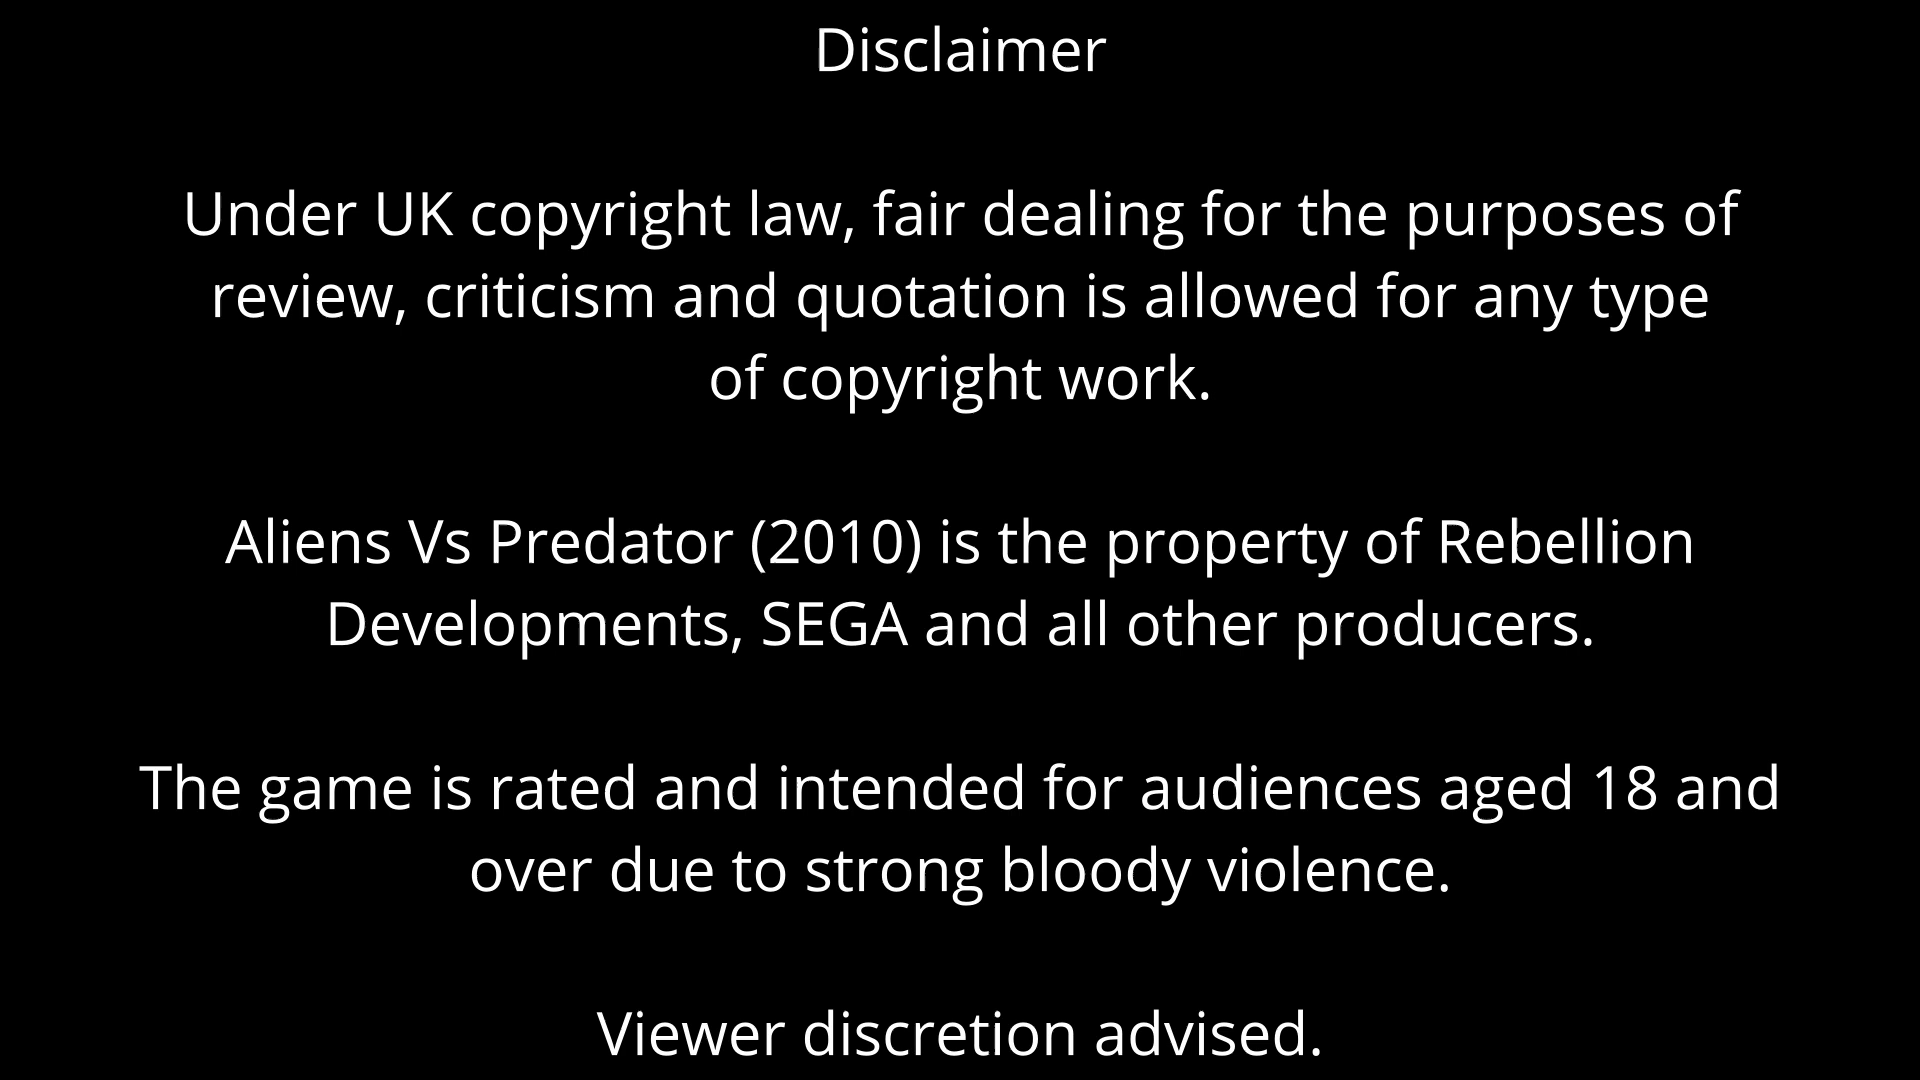 Disclaimer
Under UK copyright law, fair dealing for the purposes of
review, criticism and quotation is allowed for any type
of copyright work.
Aliens Vs Predator (2010) is the property of Rebellion
Developments, SEGA and all other producers.
The game is rated and intended for audiences aged 18 and
over due to strong bloody violence.
Viewer discretion advised.